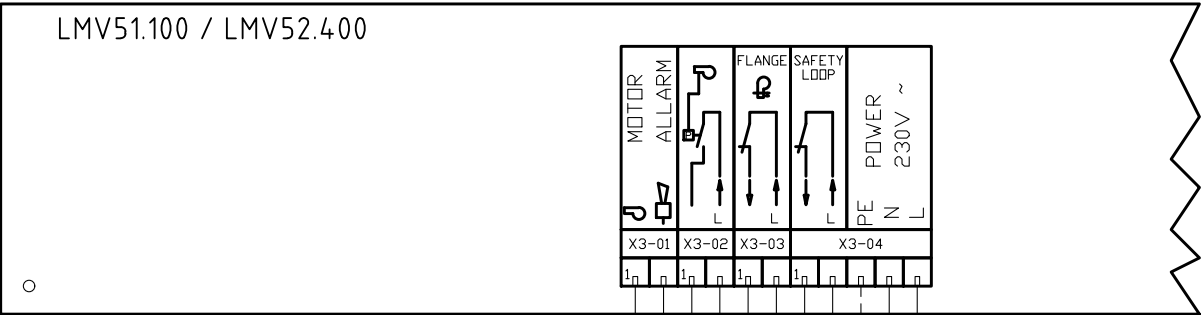 LMV51.100 / LMV52.400
MOTOR
ALLARM
P
L
FLANGE
L
SAFETY
LOOP
L
POWER
230V ~
PE
N
L
X3-01 X3-02 X3-03 X3-04
1 1 1 1